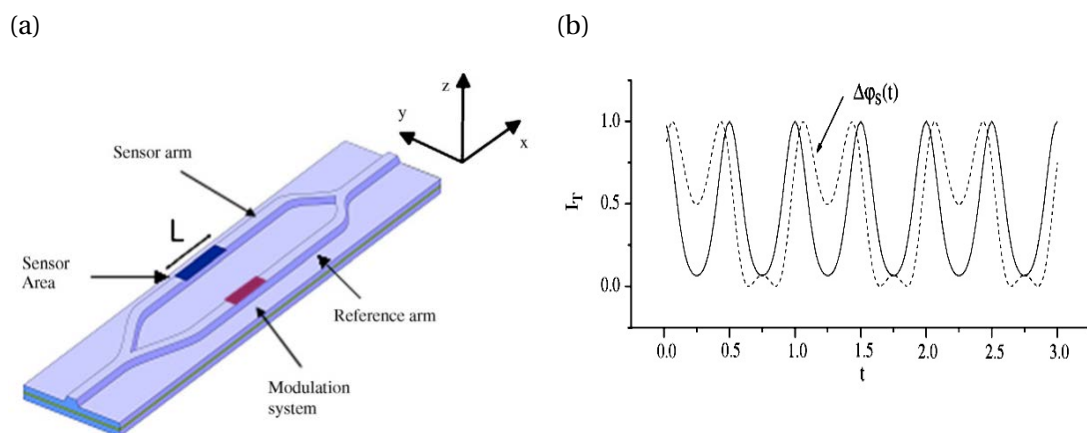 (a)
(b)
z
y
x
Sensor arm
L
Sensor
Area
Reference arm
Modulation
system
Δφs(t)
1.0
0.5
0.0
I_T
0.0 0.5 1.0 1.5 2.0 2.5 3.0
t